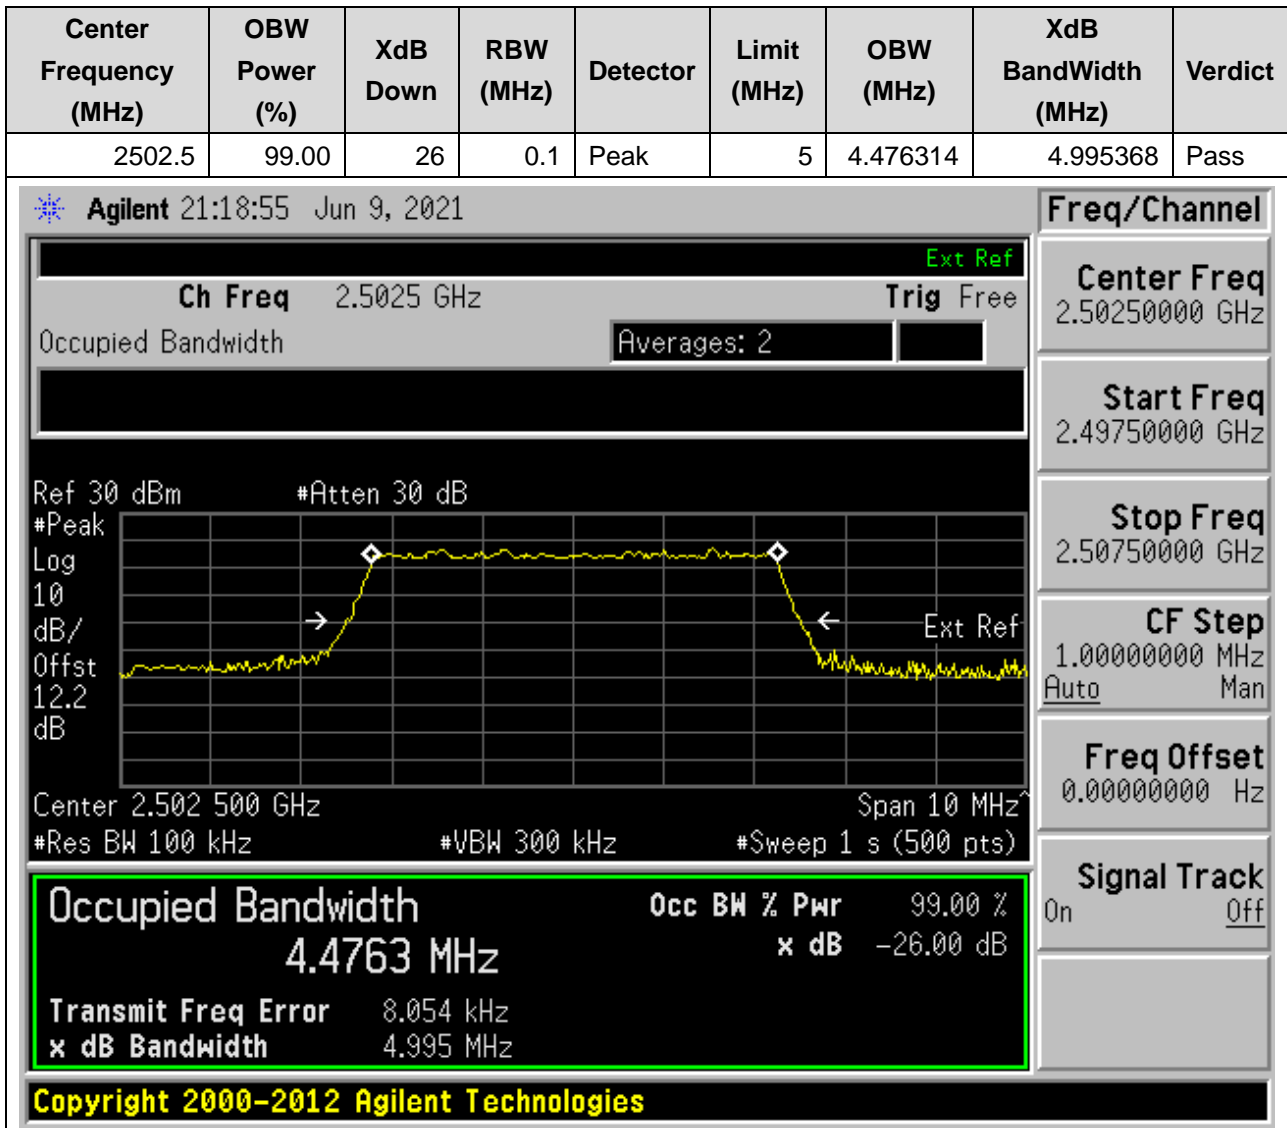 Center Frequency (MHz) OBW Power (%) XdB Down RBW (MHz) Detector Limit (MHz) OBW (MHz) XdB BandWidth (MHz) Verdict
2502.5 99.00 26 0.1 Peak 5 4.476314 4.995368 Pass
Agilent 21:18:55 Jun 9, 2021
Freq/Channel
Ext Ref
Ch Freq 2.5025 GHz Trig Free
Occupied Bandwidth Averages: 2
Center Freq
2.50250000 GHz
Start Freq
2.49750000 GHz
Stop Freq
2.50750000 GHz
CF Step
1.00000000 MHz
Auto Man
Freq Offset
0.00000000 Hz
Signal Track
On Off
Ref 30 dBm #Atten 30 dB
#Peak
Log
10
dB/
Offst
12.2
dB
Ext Ref
Center 2.502 500 GHz Span 10 MHz^
#Res BW 100 kHz #VBW 300 kHz #Sweep 1 s (500 pts)
Occupied Bandwidth Occ BW % Pwr 99.00 %
4.4763 MHz x dB -26.00 dB
Transmit Freq Error 8.054 kHz
x dB Bandwidth 4.995 MHz
Copyright 2000-2012 Agilent Technologies